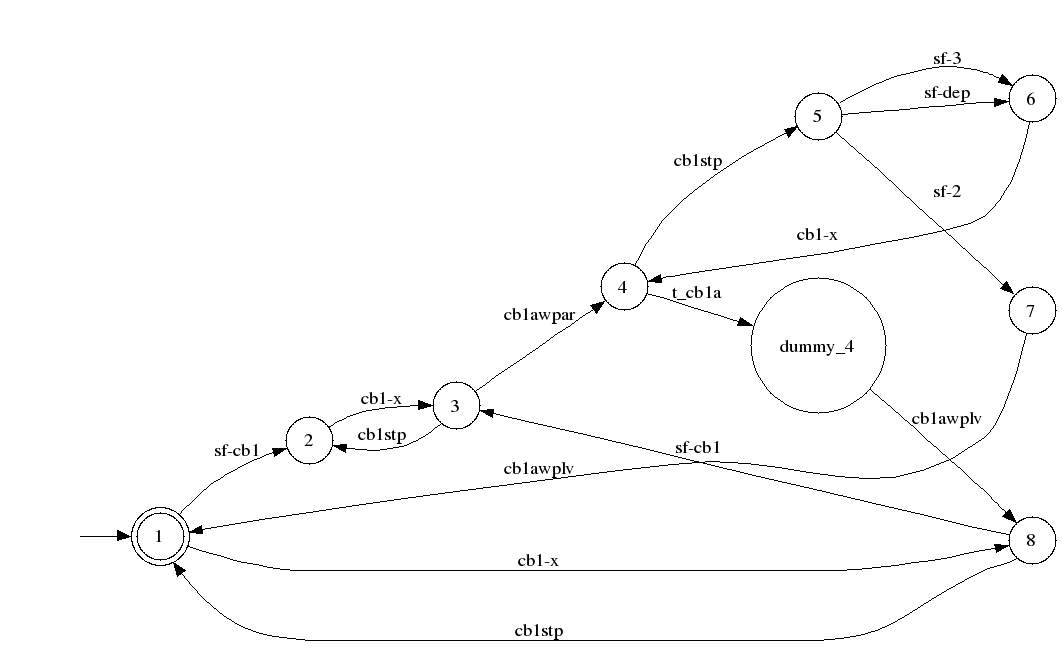 sf-3
sf-dep
6
5
cb1stp
sf-2
cb1-x
4
t_cb1a
7
cb1awpar
dummy_4
cb1-x
3
cb1awplv
2
cb1stp
sf-cb1
sf-cb1
cb1awplv
1
8
cb1-x
cb1stp